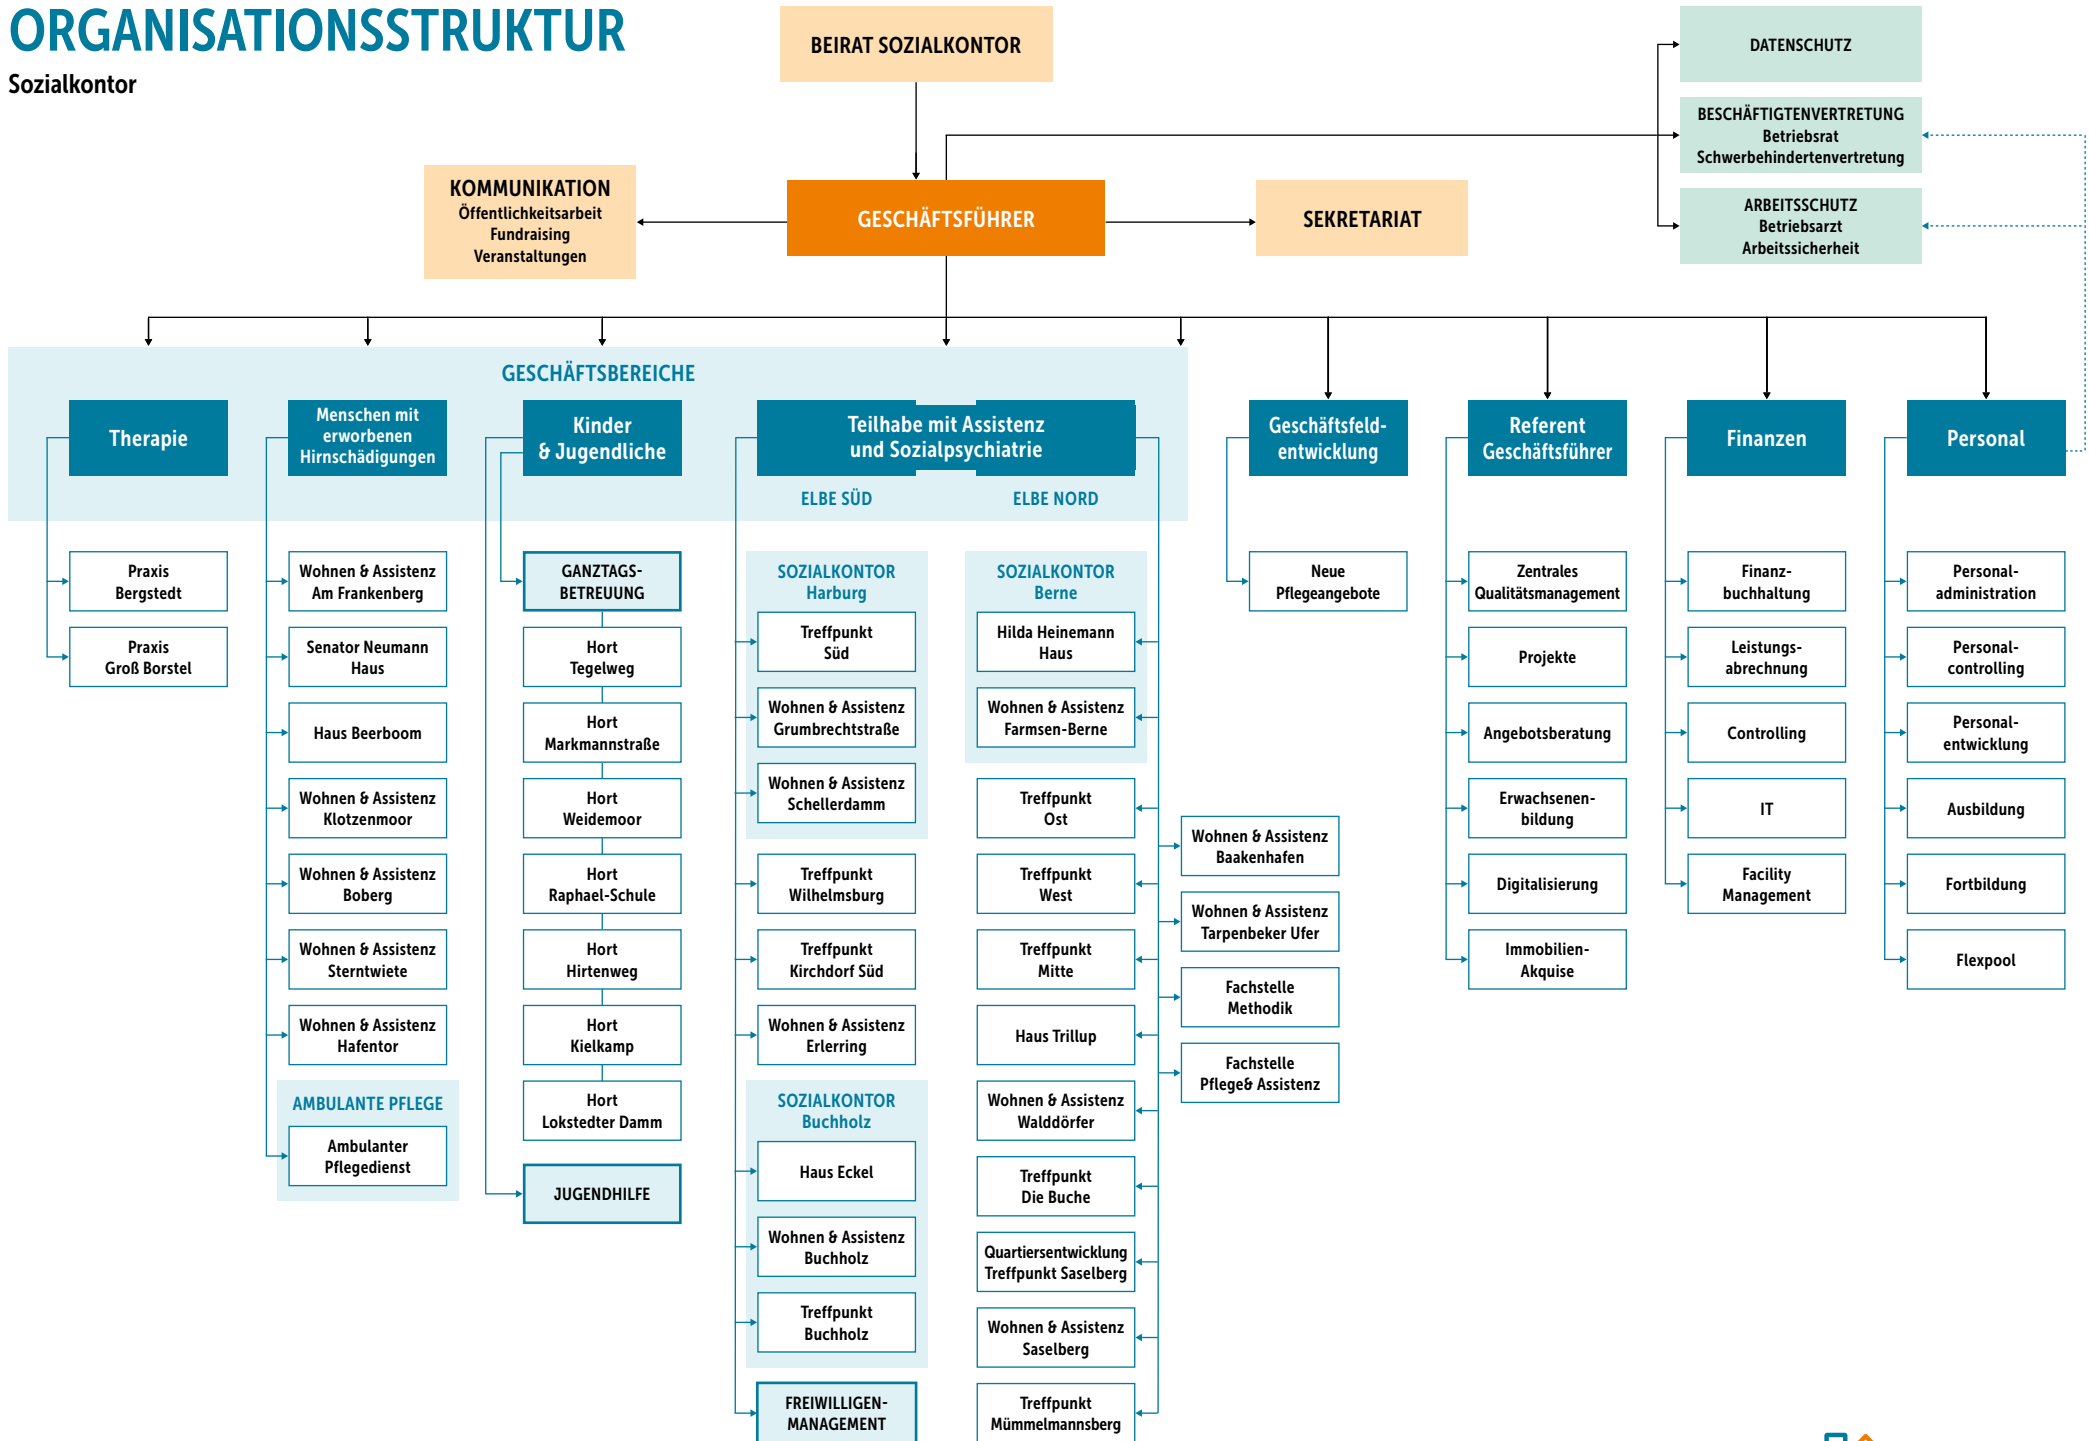 ORGANISATIONSSTRUKTUR
Sozialkontor
BEIRAT SOZIALKONTOR
DATENSCHUTZ
BESCHÄFTIGTENVERTRETUNG
Betriebsrat
Schwerbehindertenvertretung
KOMMUNIKATION
Öffentlichkeitsarbeit
Fundraising
Veranstaltungen
GESCHÄFTSFÜHRER
SEKRETARIAT
ARBEITSSCHUTZ
Betriebsarzt
Arbeitssicherheit
GESCHÄFTSBEREICHE
Therapie
Menschen mit
erworbenen
Hirnschädigungen
Kinder
& Jugendliche
Teilhabe mit Assistenz
und Sozialpsychiatrie
ELBE SÜD
ELBE NORD
Geschäftsfeld-
entwicklung
Referent
Geschäftsführer
Finanzen
Personal
Praxis
Bergstedt
Praxis
Groß Borstel
Wohnen & Assistenz
Am Frankenberg
Senator Neumann
Haus
Haus Beerboom
Wohnen & Assistenz
Klotzenmoor
Wohnen & Assistenz
Boberg
Wohnen & Assistenz
Sterntwiete
Wohnen & Assistenz
Hafentor
AMBULANTE PFLEGE
Ambulanter
Pflegedienst
GANZTAGS-
BETREUUNG
Hort
Tegelweg
Hort
Markmannstraße
Hort
Weidemoor
Hort
Raphael-Schule
Hort
Hirtenweg
Hort
Kielkamp
Hort
Lokstedter Damm
JUGENDHILFE
SOZIALKONTOR
Harburg
Treffpunkt
Süd
Wohnen & Assistenz
Grumbrechtstraße
Wohnen & Assistenz
Schellerdamm
Treffpunkt
Wilhelmsburg
Treffpunkt
Kirchdorf Süd
Wohnen & Assistenz
Erlerring
SOZIALKONTOR
Buchholz
Haus Eckel
Wohnen & Assistenz
Buchholz
Treffpunkt
Buchholz
FREIWILLIGEN-
MANAGEMENT
SOZIALKONTOR
Berne
Hilda Heinemann
Haus
Wohnen & Assistenz
Farmsen-Berne
Treffpunkt
Ost
Treffpunkt
West
Treffpunkt
Mitte
Haus Trillup
Wohnen & Assistenz
Walddörfer
Treffpunkt
Die Buche
Quartiersentwicklung
Treffpunkt Saselberg
Wohnen & Assistenz
Saselberg
Treffpunkt
Mümmelmannsberg
Wohnen & Assistenz
Baakenhafen
Wohnen & Assistenz
Tarpenbeker Ufer
Fachstelle
Methodik
Fachstelle
Pflege& Assistenz
Neue
Pflegeangebote
Zentrales
Qualitätsmanagement
Projekte
Angebotsberatung
Erwachsenen-
bildung
Digitalisierung
Immobilien-
Akquise
Finanz-
buchhaltung
Leistungs-
abrechnung
Controlling
IT
Facility
Management
Personal-
administration
Personal-
controlling
Personal-
entwicklung
Ausbildung
Fortbildung
Flexpool